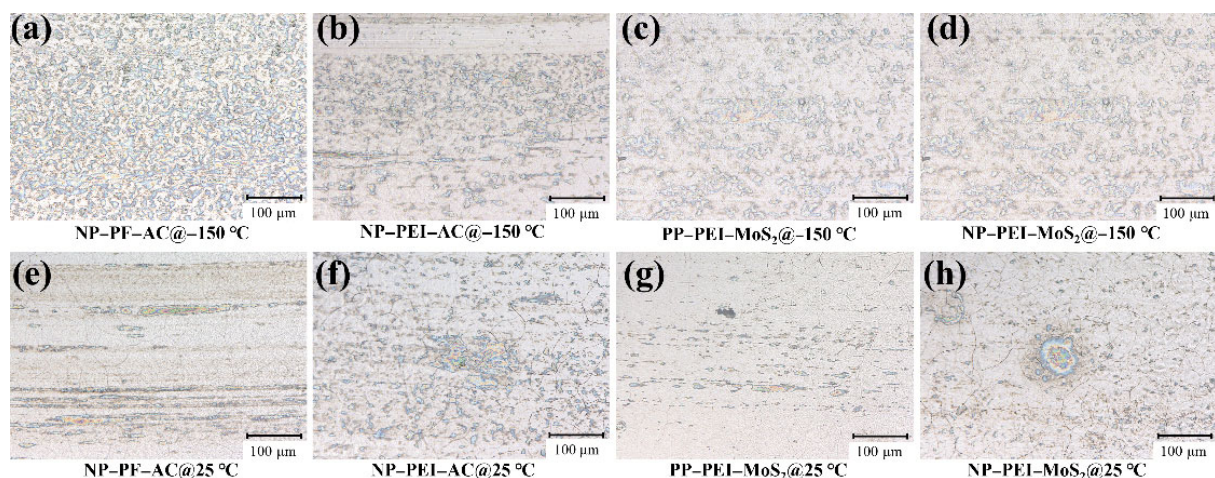 (a) (b) (c) (d)
100 μm 100 μm 100 μm 100 μm
NP–PF–AC@–150 ℃ NP–PEI–AC@–150 ℃ PP–PEI–MoS₂@–150 ℃ NP–PEI–MoS₂@–150 ℃
(e) (f) (g) (h)
100 μm 100 μm 100 μm 100 μm
NP–PF–AC@25 ℃ NP–PEI–AC@25 ℃ PP–PEI–MoS₂@25 ℃ NP–PEI–MoS₂@25 ℃